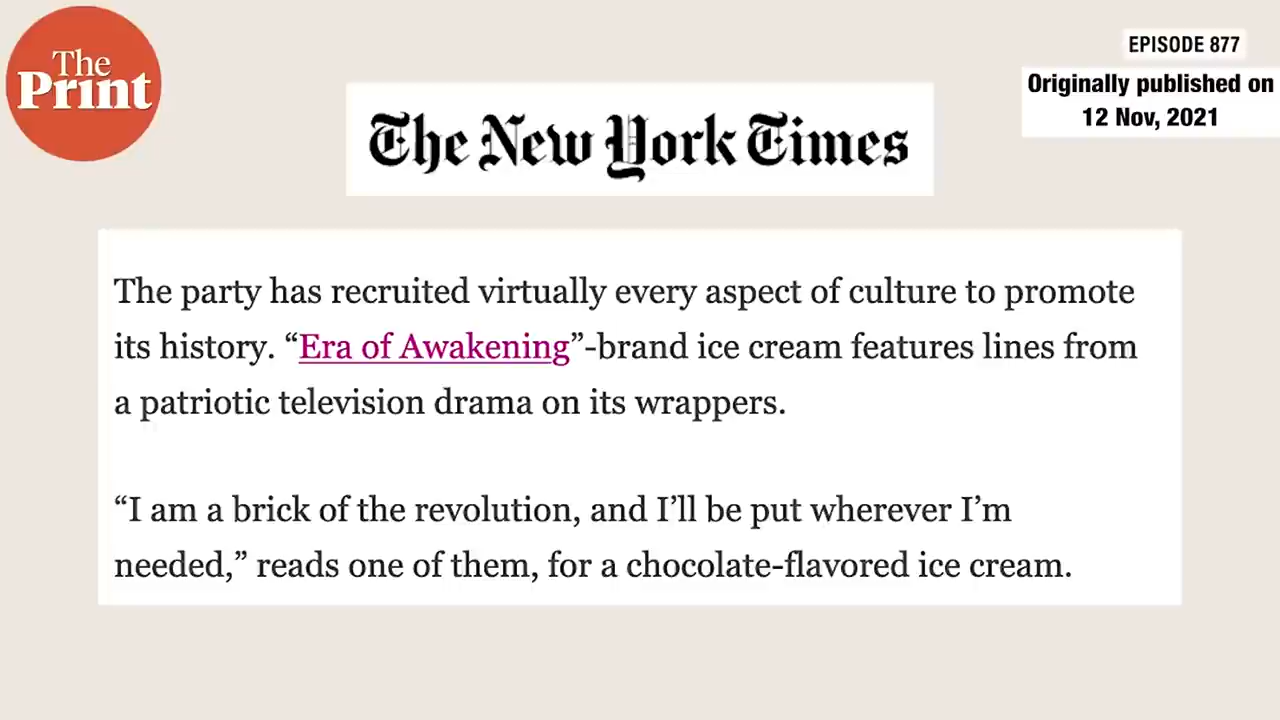 The
Print
EPISODE 877
Originally published on
12 Nov, 2021
The New York Times
The party has recruited virtually every aspect of culture to promote
its history. “Era of Awakening”-brand ice cream features lines from
a patriotic television drama on its wrappers.
“I am a brick of the revolution, and I’ll be put wherever I’m
needed,” reads one of them, for a chocolate-flavored ice cream.